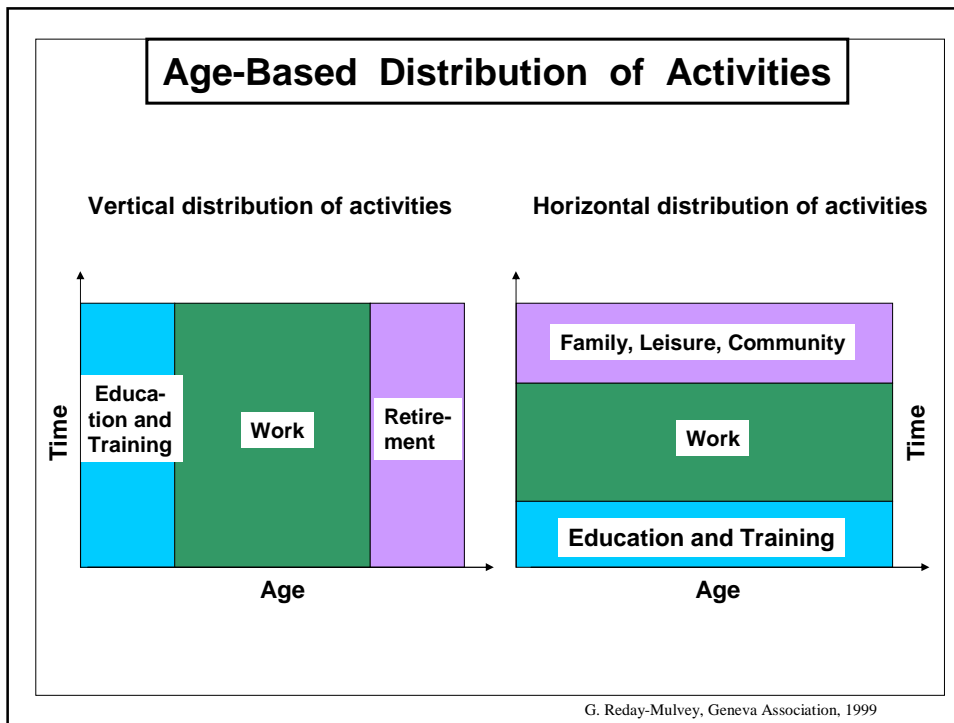 Age-Based Distribution of Activities
Vertical distribution of activities
Time
Educa-
tion and
Training
Work
Retire-
ment
Age
Horizontal distribution of activities
Family, Leisure, Community
Work
Education and Training
Time
Age
G. Reday-Mulvey, Geneva Association, 1999